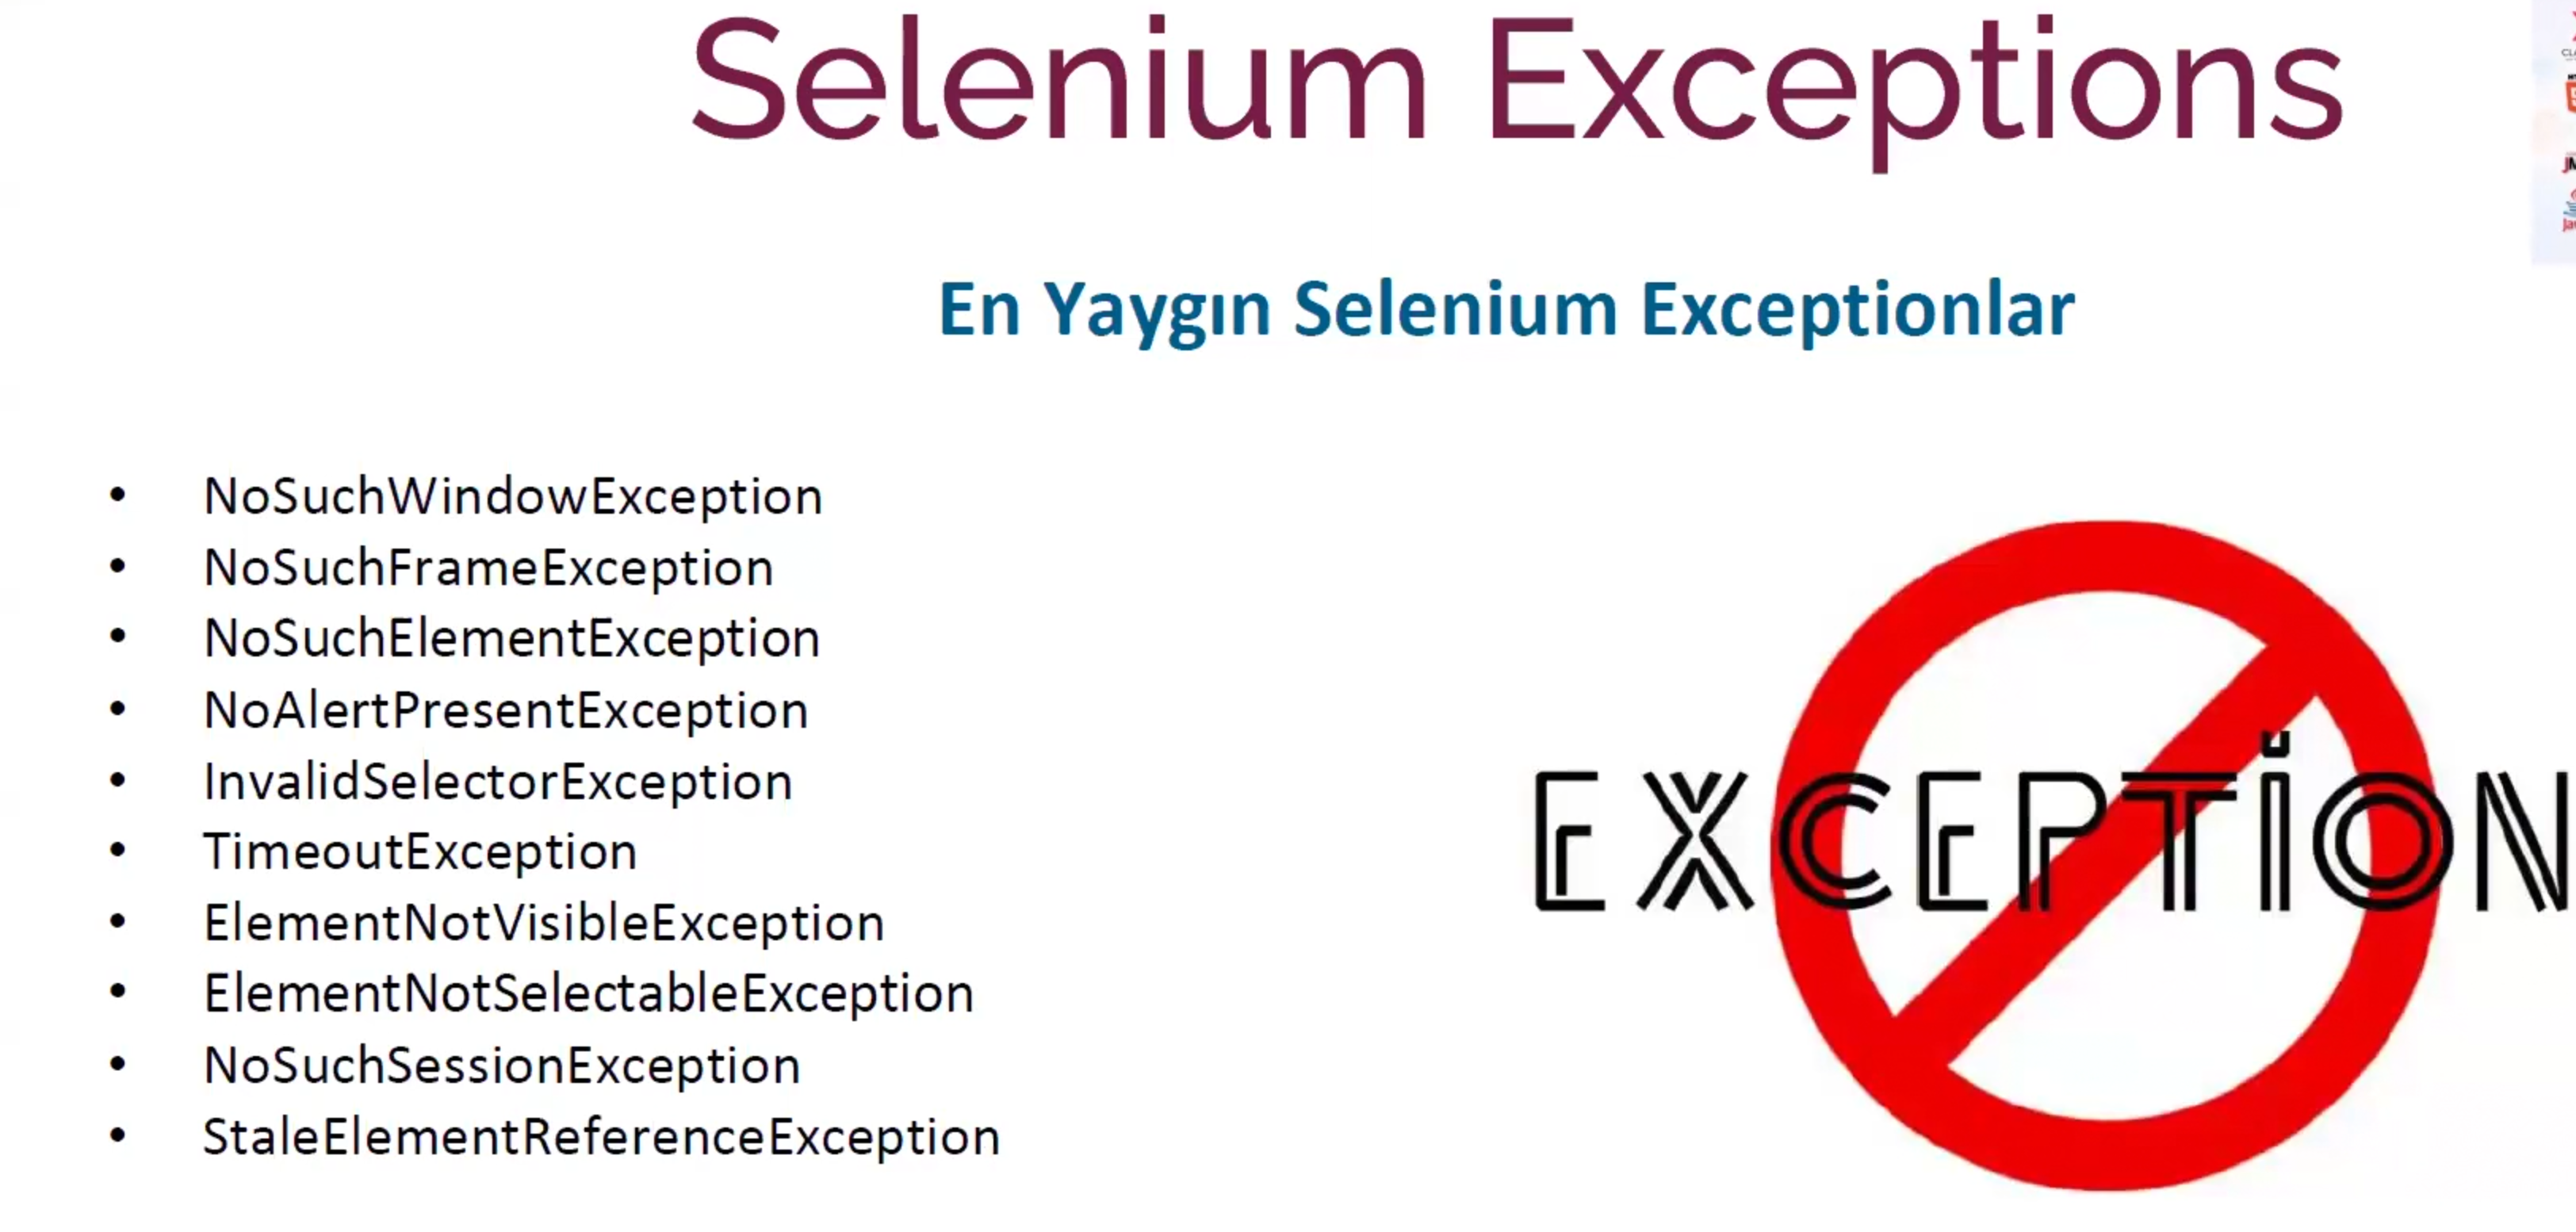 Selenium Exceptions
En Yaygın Selenium Exceptionlar
• NoSuchWindowException
• NoSuchFrameException
• NoSuchElementException
• NoAlertPresentException
• InvalidSelectorException
• TimeoutException
• ElementNotVisibleException
• ElementNotSelectableException
• NoSuchSessionException
• StaleElementReferenceException
EXCEPTİON